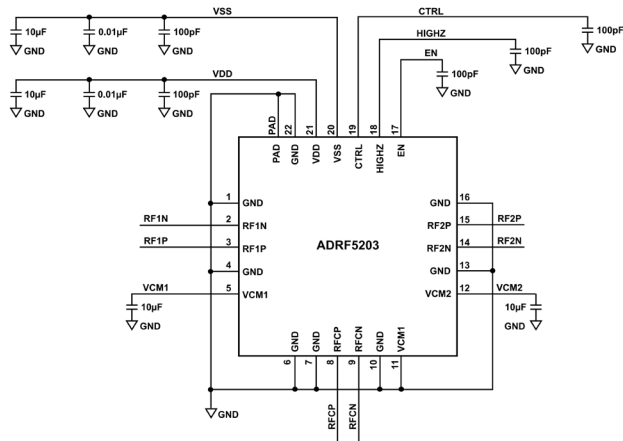 VSS
CTRL
10µF
0.01µF
100pF
100pF
GND
GND
GND
GND
HIGHZ
100pF
GND
EN
100pF
GND
VDD
10µF
0.01µF
100pF
GND
GND
GND
PAD
22
21
20
19
18
17
PAD
GND
VDD
VSS
CTRL
HIGHZ
EN
1
GND
GND
16
RF1N
2
RF1N
RF2P
15
RF2P
RF1P
3
RF1P
ADRF5203
RF2N
14
RF2N
4
GND
GND
13
VCM1
5
VCM1
VCM2
12
VCM2
10µF
GND
10µF
GND
GND
GND
RFCP
RFCN
GND
VCM1
6
7
8
9
10
11
GND
RFCP
RFCN